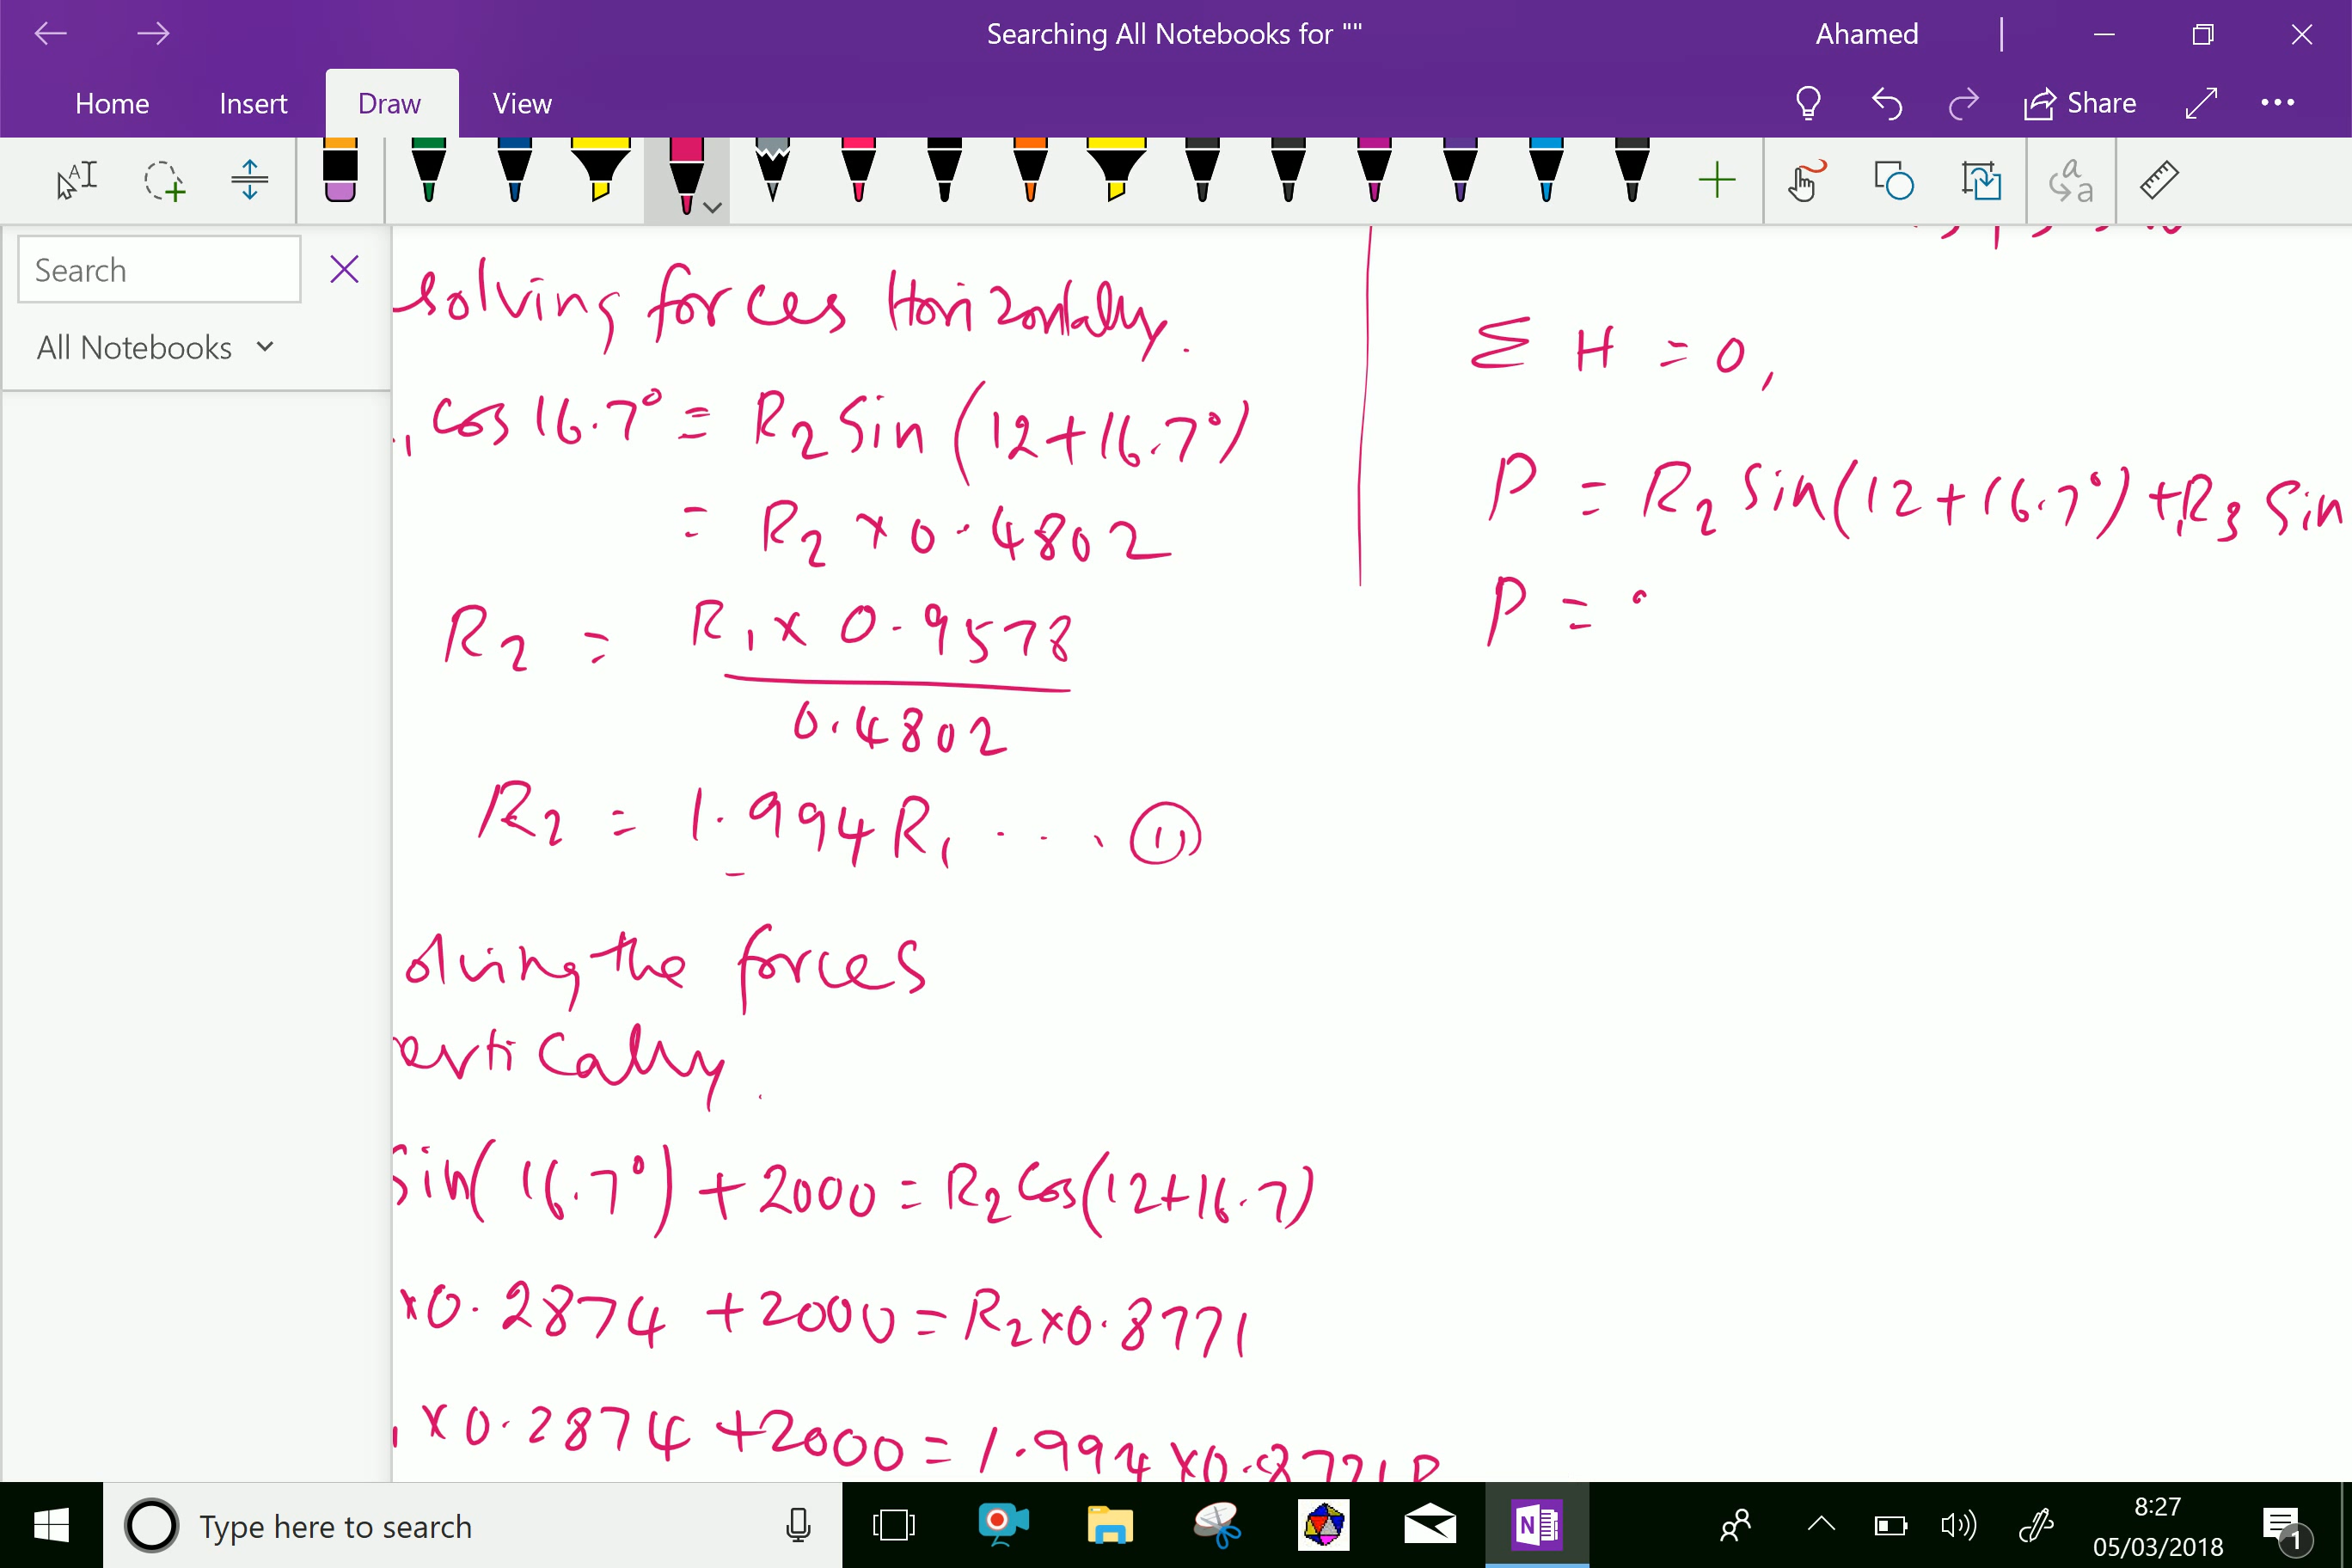 Searching All Notebooks for ""
Ahamed
Home Insert Draw View
Share
Search
All Notebooks
solving forces Horizontally.
1 cos 16.7° = R2 Sin (12+16.7°)
= R2 × 0.4802
R2 = R1 × 0.9578
0.4802
R2 = 1.994 R1 ... ①
olving the forces
ertically.
Sin( 16.7°) + 2000 = R2 Cos(12+16.7)
×0.2874 + 2000 = R2×0.8771
1 ×0.2874 + 2000 = 1.994 ×0.8771R
Σ H = 0,
P = R2 Sin(12+16.7°) + R3 Sin
P =
Type here to search
8:27
05/03/2018
1